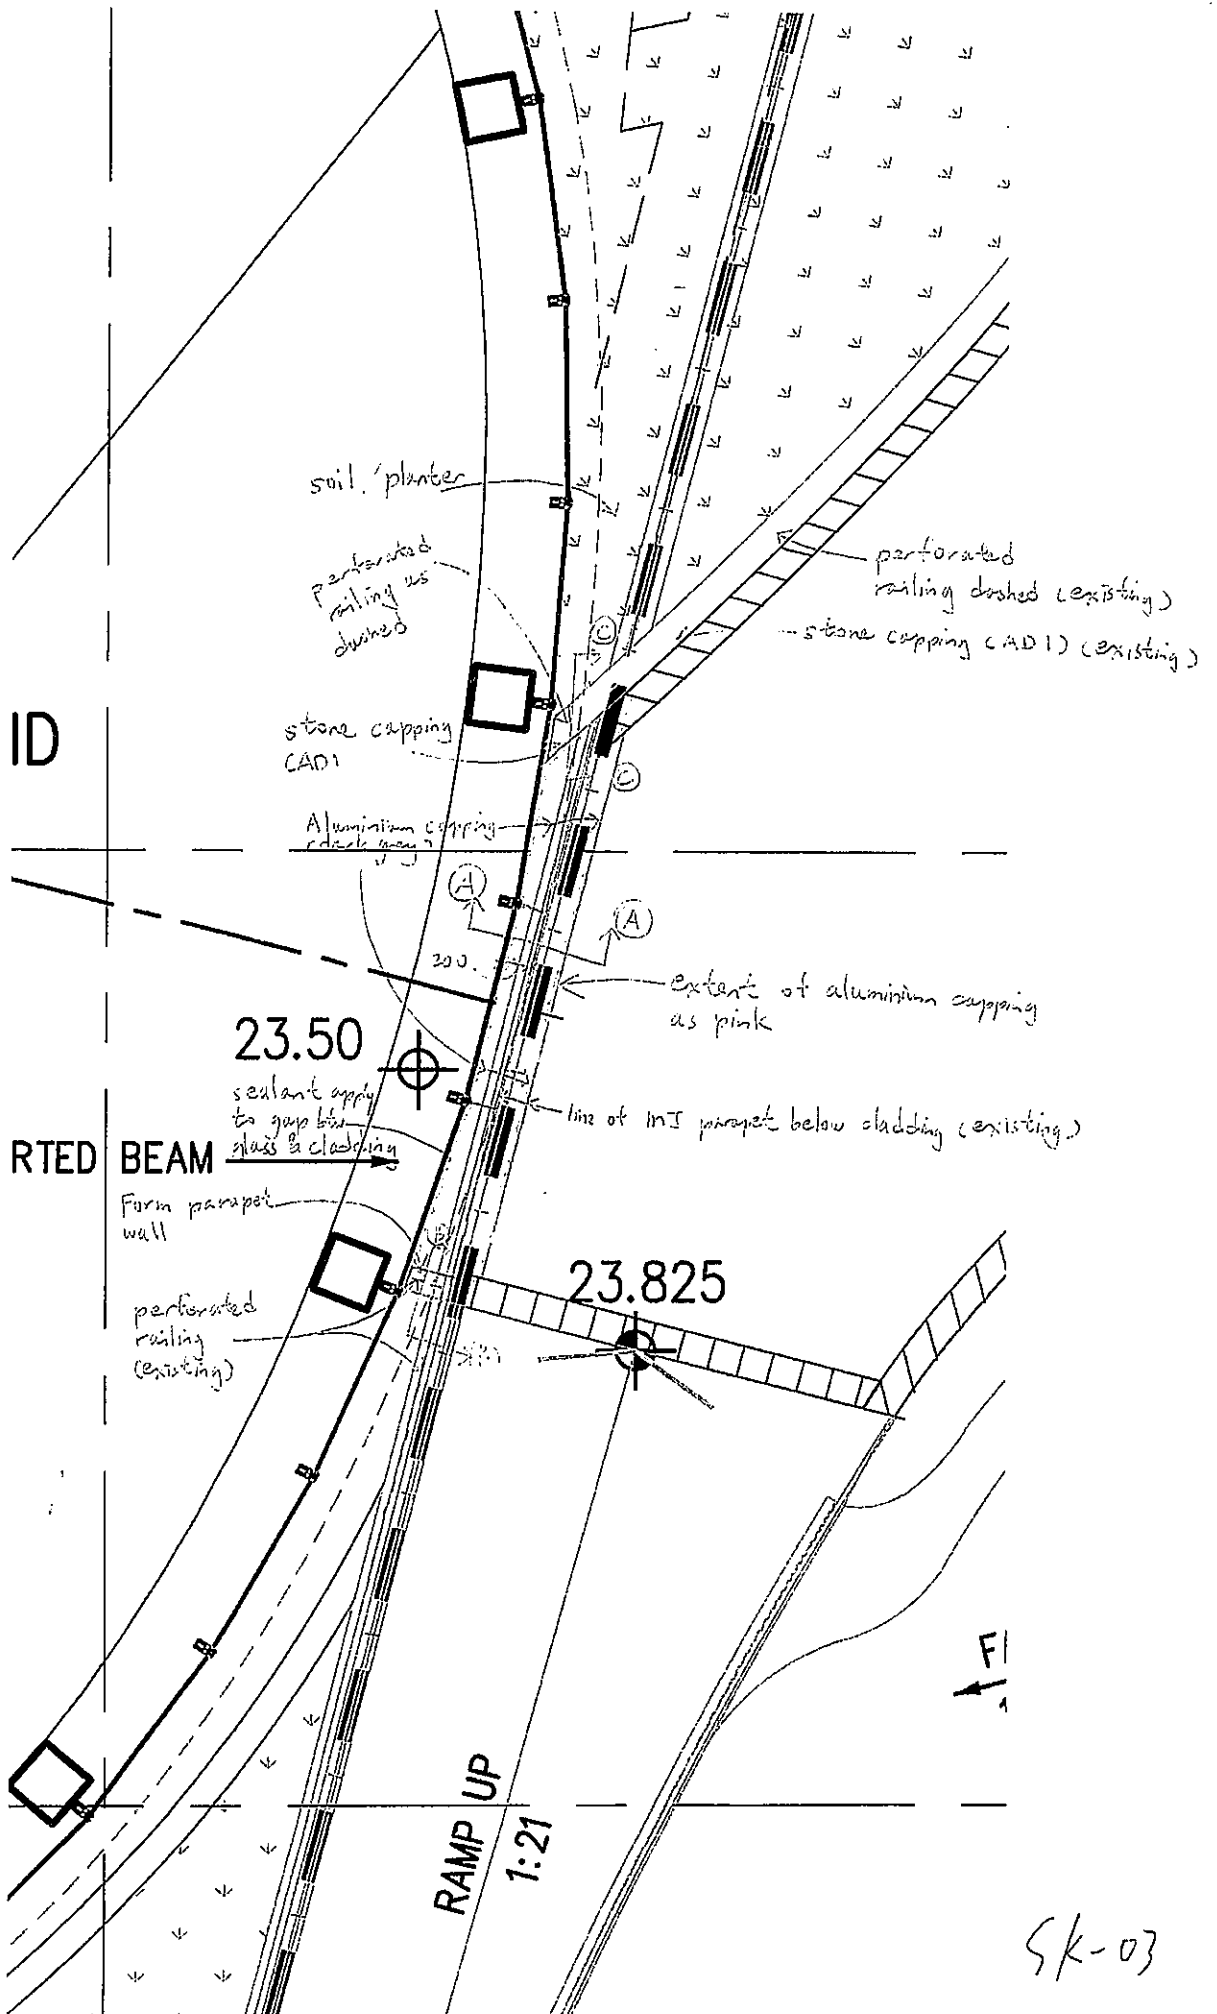 soil, planter
perforated
railing as
dashed
perforated
railing dashed (existing)
stone capping (AD1) (existing)
C
stone capping
(AD1
ID
C
Aluminium capping
(dark grey)
A
A
200
extent of aluminium capping
as pink
23.50
sealant apply
to gap btw
glass & cladding
line of parapet below cladding (existing)
RTED BEAM
Form parapet
wall
B
23.825
perforated
railing
(existing)
FI
RAMP UP
1:21
SK-03